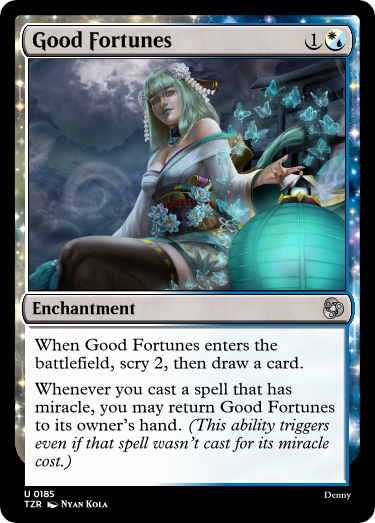 Good Fortunes 1
Enchantment
When Good Fortunes enters the
battlefield, scry 2, then draw a card.
Whenever you cast a spell that has
miracle, you may return Good Fortunes
to its owner's hand. (This ability triggers
even if that spell wasn't cast for its miracle
cost.)
U 0185
TZR Nyan Kola
Denny